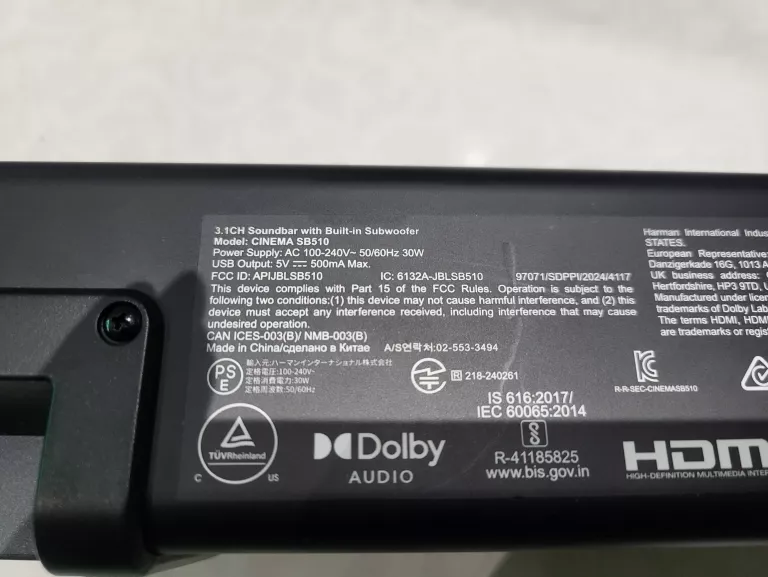 3.1CH Soundbar with Built-in Subwoofer
Model: CINEMA SB510
Power Supply: AC 100-240V~ 50/60Hz 30W
USB Output: 5V ⎓ 500mA Max.
FCC ID: APIJBLSB510 IC: 6132A-JBLSB510 97071/SDPPI/2024/4117
This device complies with Part 15 of the FCC Rules. Operation is subject to the
following two conditions:(1) this device may not cause harmful interference, and (2) this
device must accept any interference received, including interference that may cause
undesired operation.
CAN ICES-003(B)/ NMB-003(B)
Made in China/сделано в Китае A/S연락처:02-553-3494
PS
E
輸入元:ハーマンインターナショナル株式会社
定格電圧:100-240V~
定格消費電力:30W
定格周波数:50/60Hz
R 218-240261
IS 616:2017/
IEC 60065:2014
R-41185825
www.bis.gov.in
TÜVRheinland
C US
Dolby
AUDIO
Harman International Indus
STATES.
European Representative:
Danzigerkade 16G, 1013 A
UK business address:
Hertfordshire, HP3 9TD, U
Manufactured under licen
trademarks of Dolby Lab
The terms HDMI, HDM
are trademarks or regist
R-R-SEC-CINEMASB510
HDM
HIGH-DEFINITION MULTIMEDIA INTER